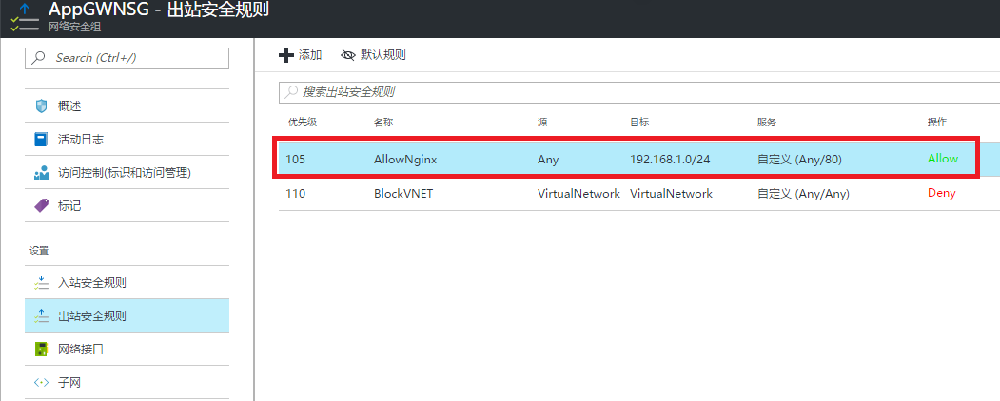 AppGWNSG - 出站安全规则
网络安全组
Search (Ctrl+/)
概述
活动日志
访问控制(标识和访问管理)
标记
设置
入站安全规则
出站安全规则
网络接口
子网
添加 默认规则
搜索出站安全规则
优先级 名称 源 目标 服务 操作
105 AllowNginx Any 192.168.1.0/24 自定义 (Any/80) Allow
110 BlockVNET VirtualNetwork VirtualNetwork 自定义 (Any/Any) Deny